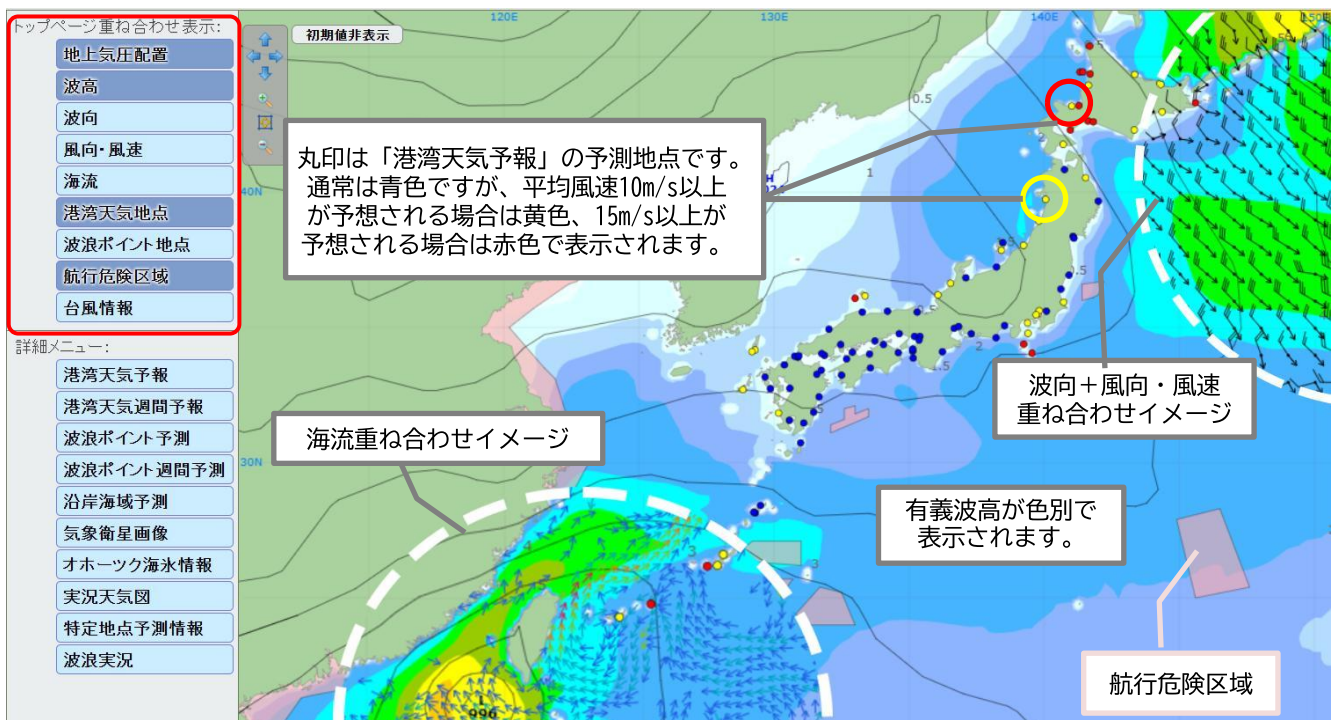 トップページ重ね合わせ表示:
地上気圧配置
波高
波向
風向・風速
海流
港湾天気地点
波浪ポイント地点
航行危険区域
台風情報
詳細メニュー:
港湾天気予報
港湾天気週間予報
波浪ポイント予測
波浪ポイント週間予測
沿岸海域予測
気象衛星画像
オホーツク海氷情報
実況天気図
特定地点予測情報
波浪実況
初期値非表示
120E
130E
140E
150E
40N
30N
丸印は「港湾天気予報」の予測地点です。
通常は青色ですが、平均風速10m/s以上
が予想される場合は黄色、15m/s以上が
予想される場合は赤色で表示されます。
H
0.5
1
2
1.5
3
3
4
波向+風向・風速
重ね合わせイメージ
海流重ね合わせイメージ
有義波高が色別で
表示されます。
航行危険区域
L
996